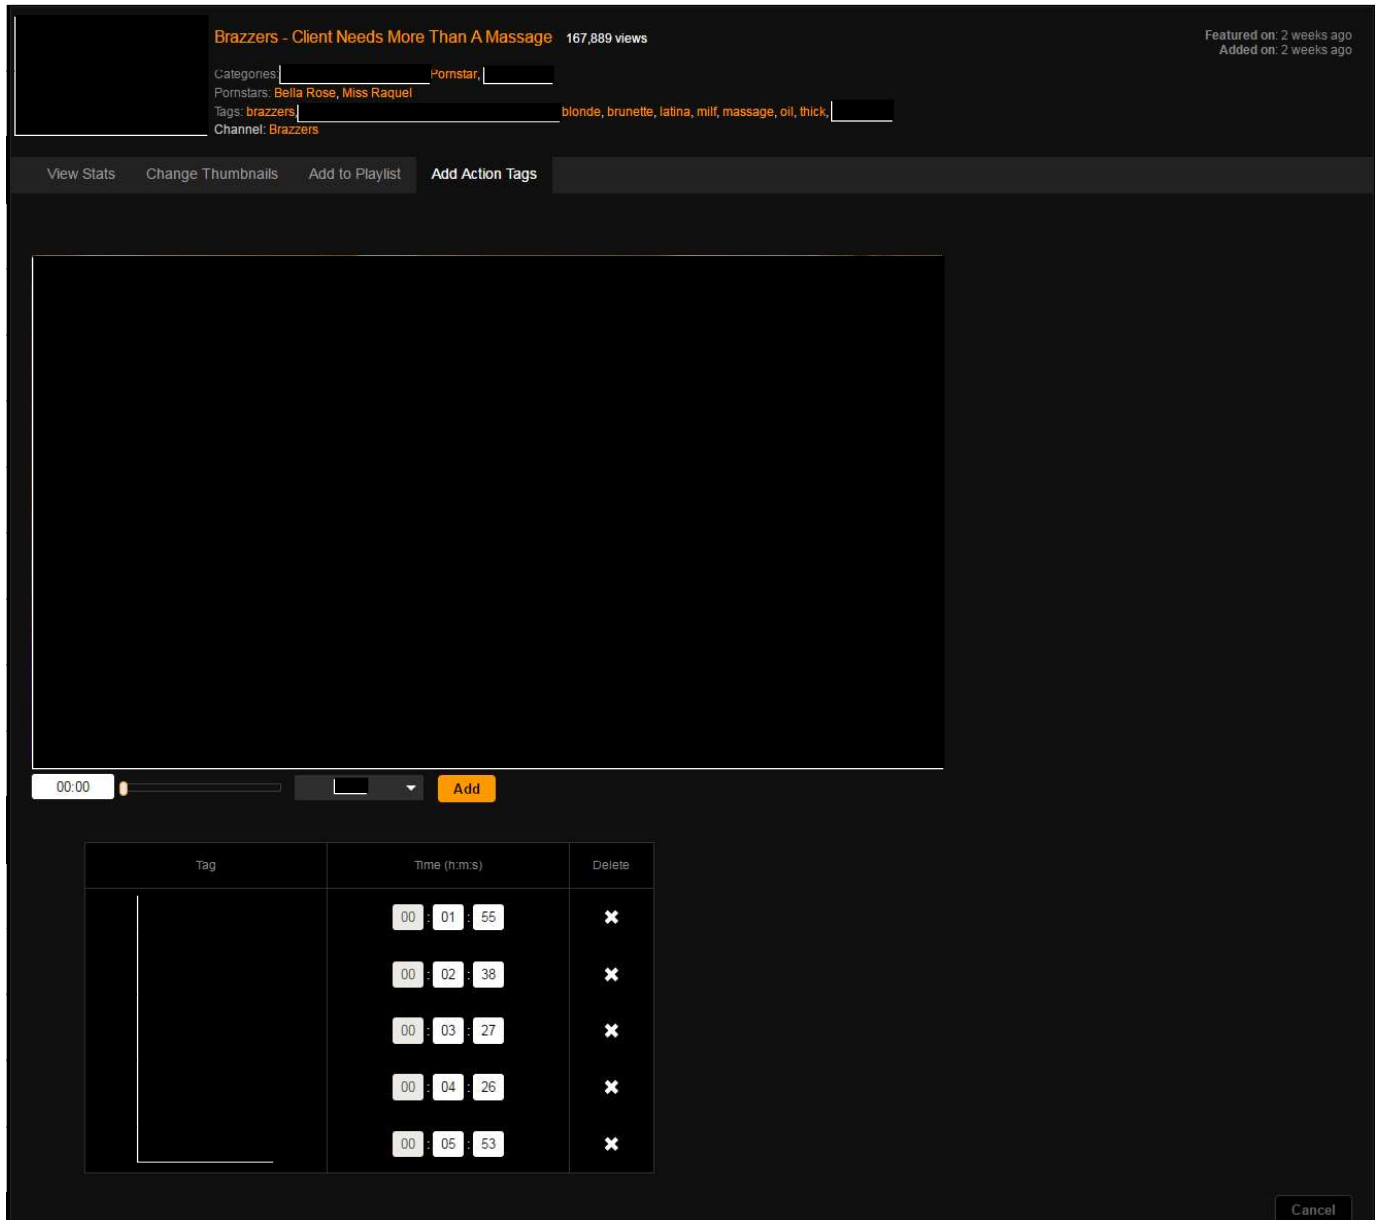 Brazzers - Client Needs More Than A Massage 167,889 views
Featured on: 2 weeks ago
Added on: 2 weeks ago
Categories: Pornstar,
Pornstars: Bella Rose, Miss Raquel
Tags: brazzers, blonde, brunette, latina, milf, massage, oil, thick,
Channel: Brazzers
View Stats Change Thumbnails Add to Playlist Add Action Tags
00:00 Add
Tag Time (h:m:s) Delete
00 : 01 : 55 ✖
00 : 02 : 38 ✖
00 : 03 : 27 ✖
00 : 04 : 26 ✖
00 : 05 : 53 ✖
Cancel